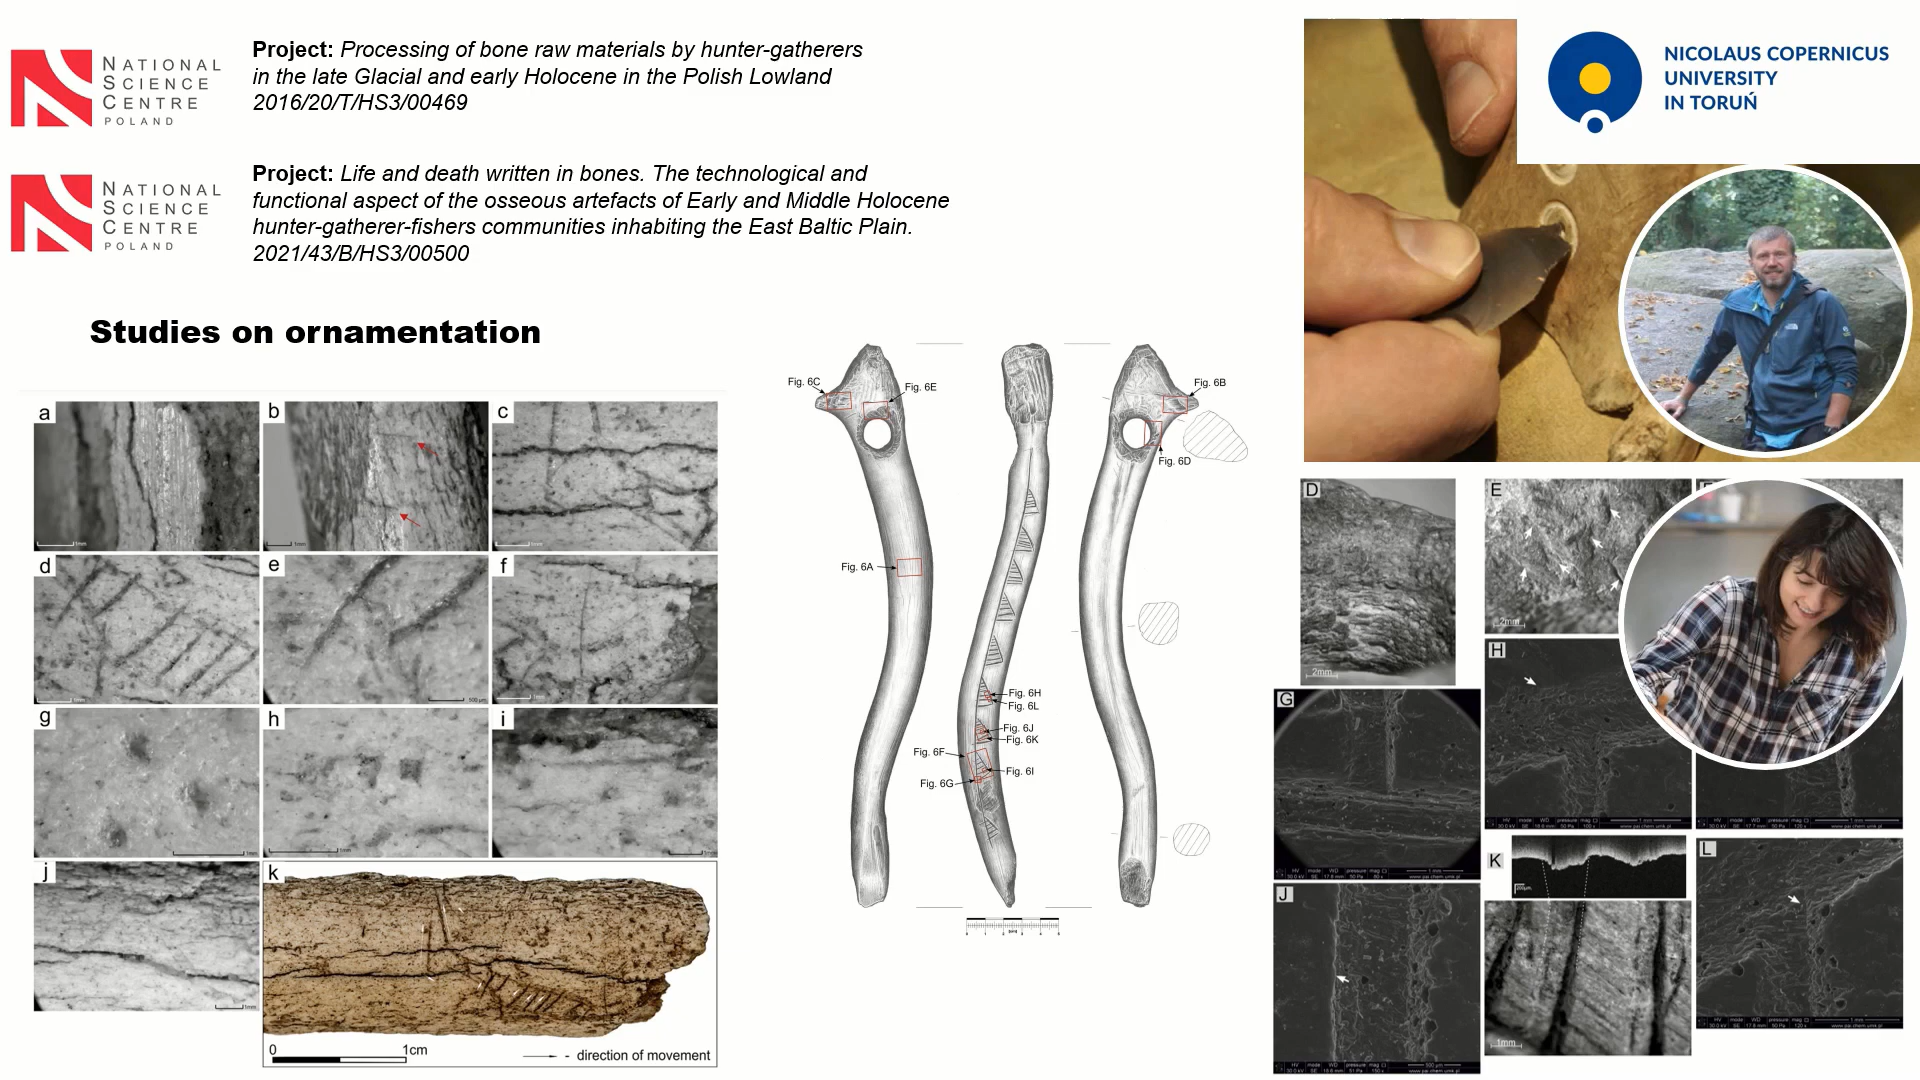 NATIONAL
SCIENCE
CENTRE
POLAND
Project: Processing of bone raw materials by hunter-gatherers
in the late Glacial and early Holocene in the Polish Lowland
2016/20/T/HS3/00469
NATIONAL
SCIENCE
CENTRE
POLAND
Project: Life and death written in bones. The technological and
functional aspect of the osseous artefacts of Early and Middle Holocene
hunter-gatherer-fishers communities inhabiting the East Baltic Plain.
2021/43/B/HS3/00500
NICOLAUS COPERNICUS
UNIVERSITY
IN TORUŃ
Studies on ornamentation
a
b
c
d
e
f
g
h
i
j
k
0
1cm
- direction of movement
Fig. 6C
Fig. 6E
Fig. 6B
Fig. 6D
Fig. 6A
Fig. 6H
Fig. 6L
Fig. 6J
Fig. 6K
Fig. 6F
Fig. 6I
Fig. 6G
D
2mm
E
2mm
G
H
J
K
1mm
L